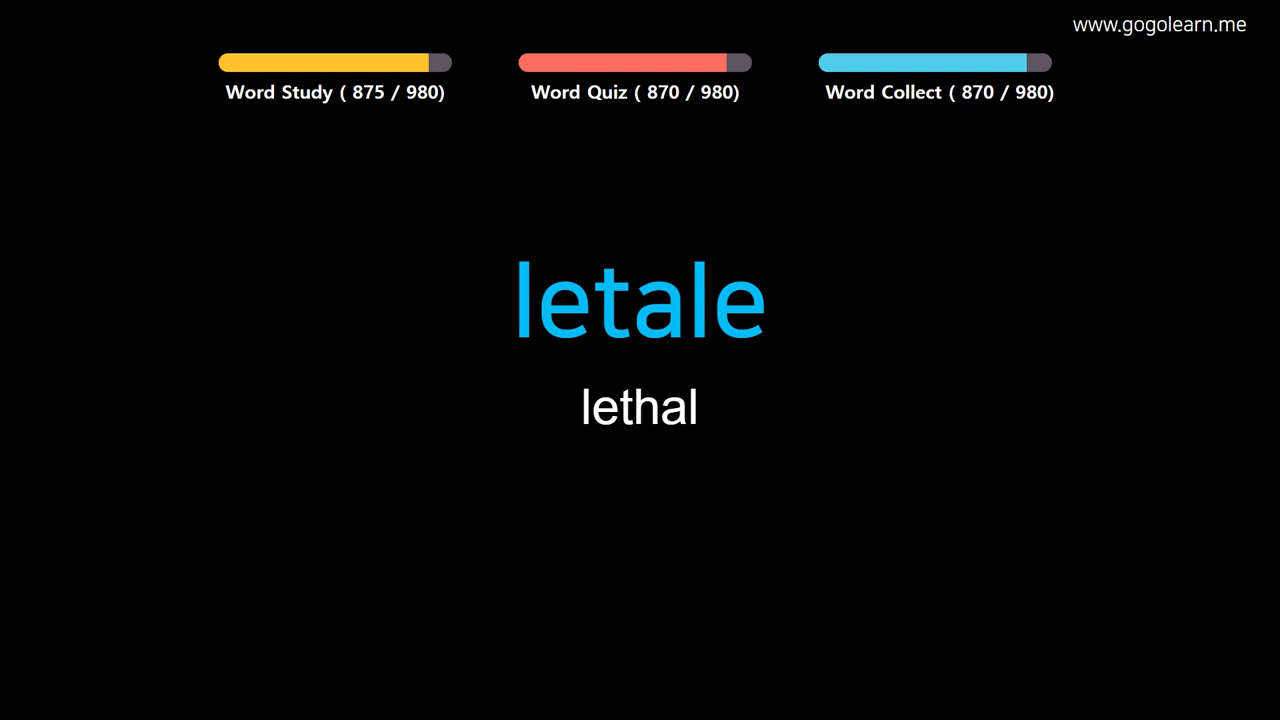 www.gogolearn.me
Word Study ( 875 / 980)
Word Quiz ( 870 / 980)
Word Collect ( 870 / 980)
letale
lethal